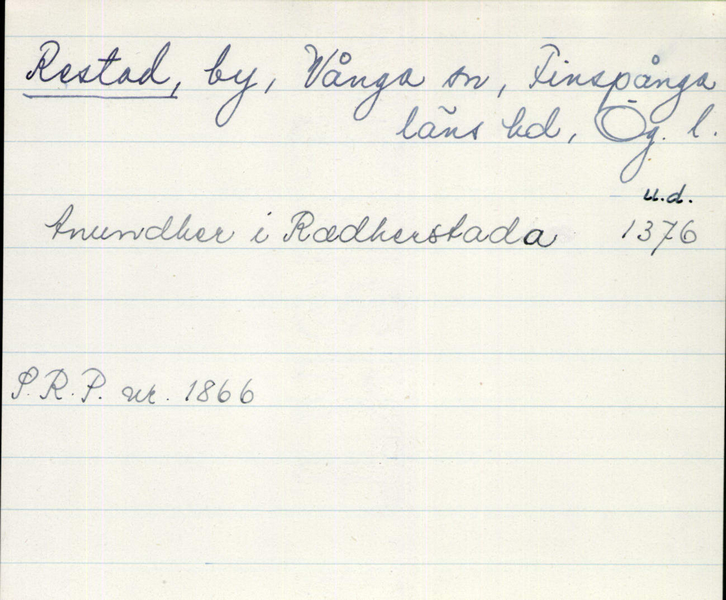 Restad, by, Vånga sn, Finspånga
läns hd, Ög. l.
u.d.
Anundher i Rædherstada 1376
S.R.P. nr. 1866